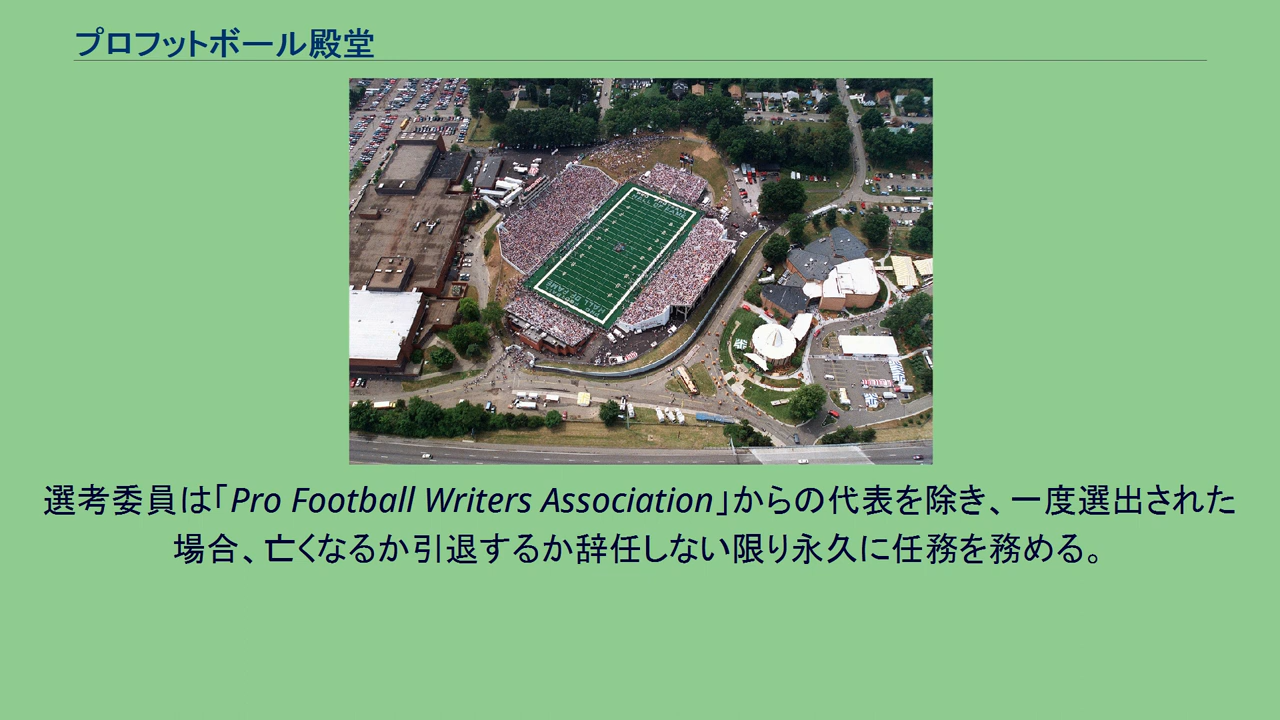 プロフットボール殿堂
選考委員は「Pro Football Writers Association」からの代表を除き、一度選出された
場合、亡くなるか引退するか辞任しない限り永久に任務を務める。